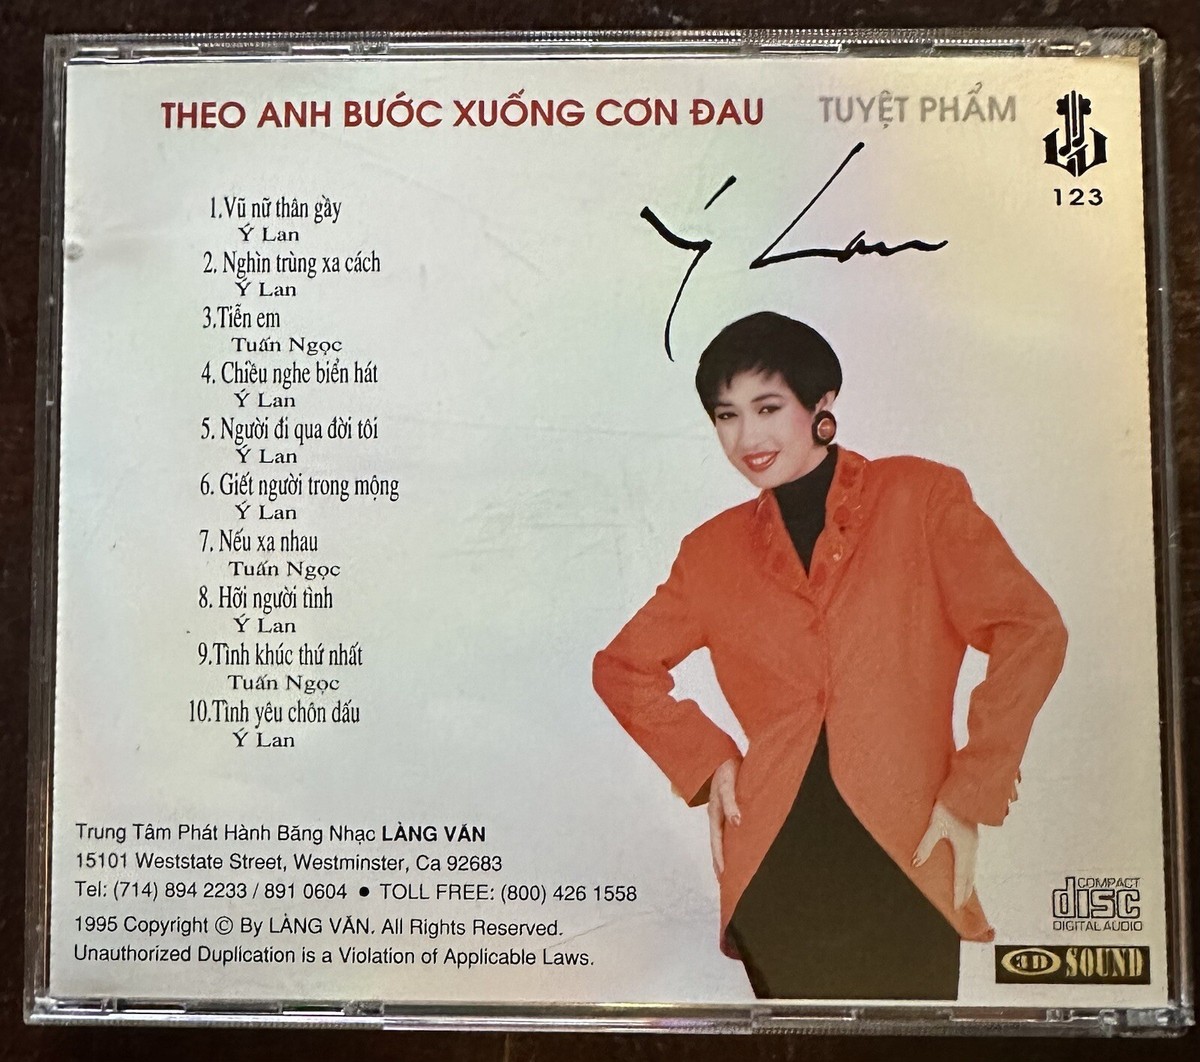 THEO ANH BƯỚC XUỐNG CƠN ĐAU TUYỆT PHẨM
123
Ý Lan
1.Vũ nữ thân gầy
Ý Lan
2. Nghìn trùng xa cách
Ý Lan
3.Tiễn em
Tuấn Ngọc
4. Chiều nghe biển hát
Ý Lan
5. Người đi qua đời tôi
Ý Lan
6. Giết người trong mộng
Ý Lan
7. Nếu xa nhau
Tuấn Ngọc
8. Hỡi người tình
Ý Lan
9.Tình khúc thứ nhất
Tuấn Ngọc
10.Tình yêu chôn dấu
Ý Lan
Trung Tâm Phát Hành Băng Nhạc LÀNG VĂN
15101 Weststate Street, Westminster, Ca 92683
Tel: (714) 894 2233 / 891 0604 ● TOLL FREE: (800) 426 1558
1995 Copyright © By LÀNG VĂN. All Rights Reserved.
Unauthorized Duplication is a Violation of Applicable Laws.
COMPACT
disc
DIGITAL AUDIO
3D SOUND